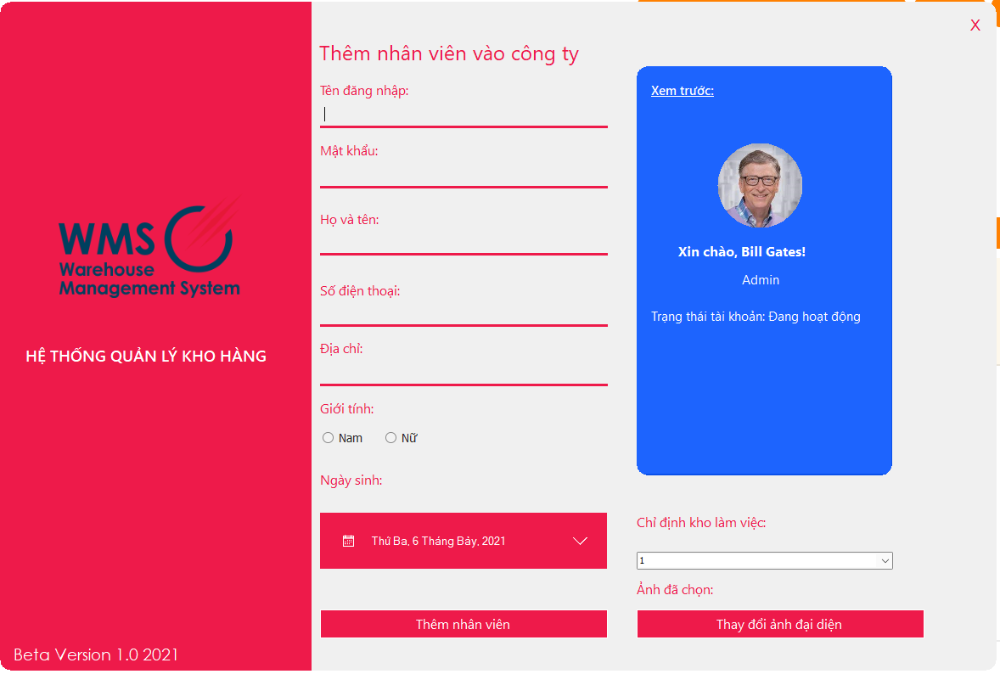 WMS
Warehouse
Management System
HỆ THỐNG QUẢN LÝ KHO HÀNG
Beta Version 1.0 2021
X
Thêm nhân viên vào công ty
Tên đăng nhập:
Mật khẩu:
Họ và tên:
Số điện thoại:
Địa chỉ:
Giới tính:
Nam Nữ
Ngày sinh:
Thứ Ba, 6 Tháng Bảy, 2021
Thêm nhân viên
Xem trước:
Xin chào, Bill Gates!
Admin
Trạng thái tài khoản: Đang hoạt động
Chỉ định kho làm việc:
1
Ảnh đã chọn:
Thay đổi ảnh đại diện